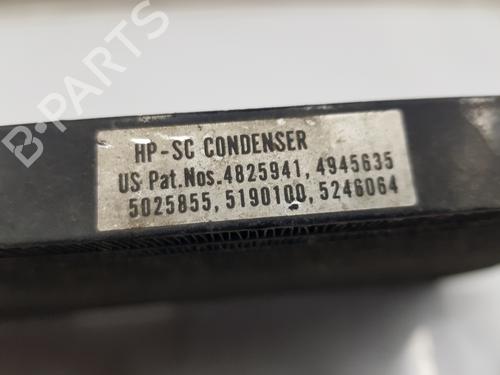 HP-SC CONDENSER
US Pat.Nos.4825941, 4945635
5025855, 5190100, 5246064
B-PARTS